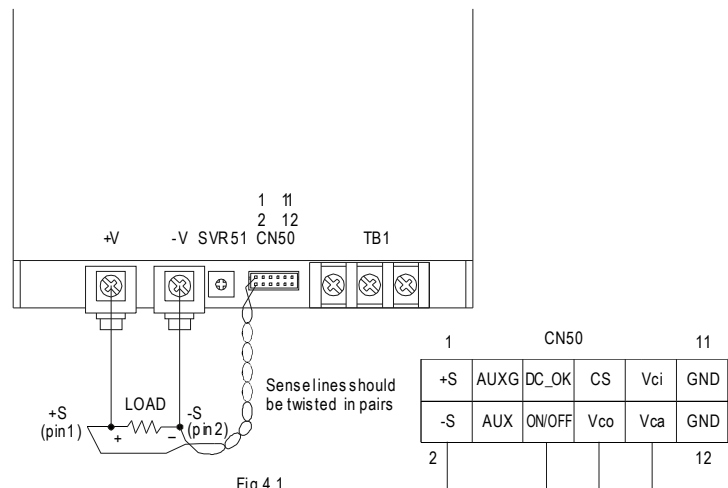 1 11
2 12
+V -V SVR51 CN50 TB1
Sense lines should
be twisted in pairs
+S
(pin1)
LOAD
-S
(pin2)
+ -
Fig 4.1
1 CN50 11
+S AUXG DC_OK CS Vci GND
-S AUX ON/OFF Vco Vca GND
2 12